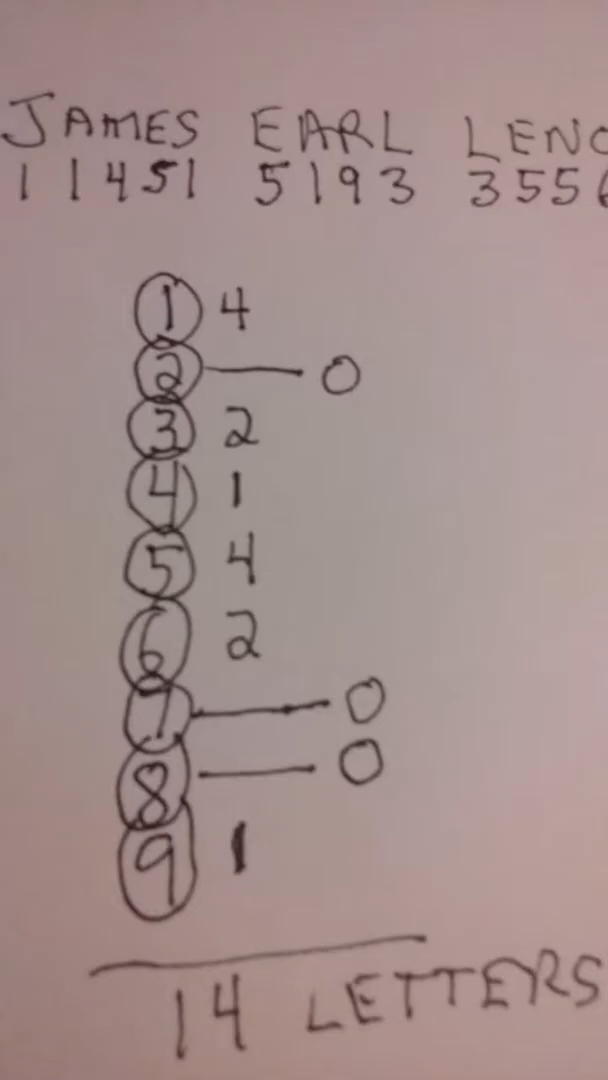 JAMES EARL LENO
11451 5193 3556
1 4
2 — 0
3 2
4 1
5 4
6 2
7 — 0
8 — 0
9 1
14 LETTERS